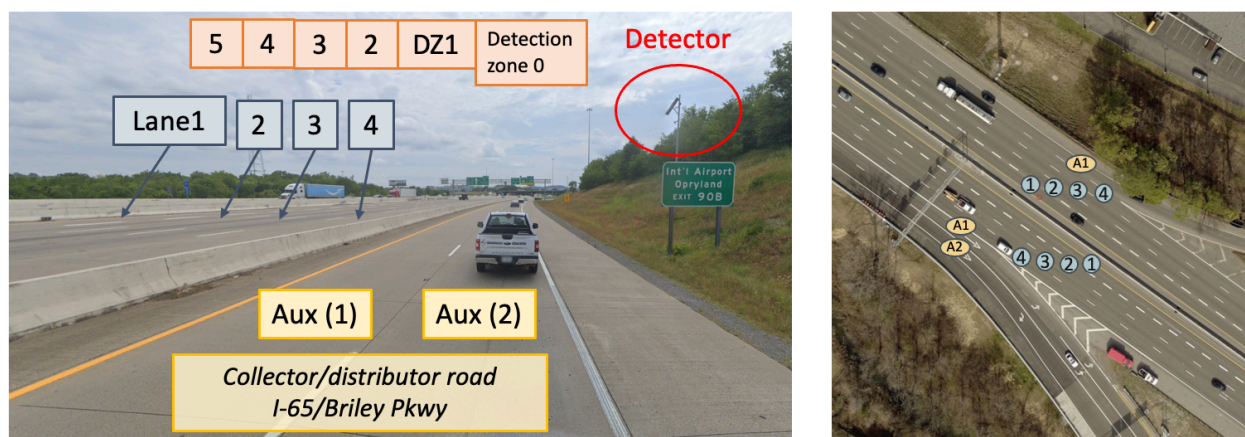 5 4 3 2 DZ1 Detection
zone 0
Detector
Lane1 2 3 4
Int'l Airport
Opryland
EXIT 90B
Aux (1) Aux (2)
Collector/distributor road
I-65/Briley Pkwy
A1
1 2 3 4
A1
A2
4 3 2 1